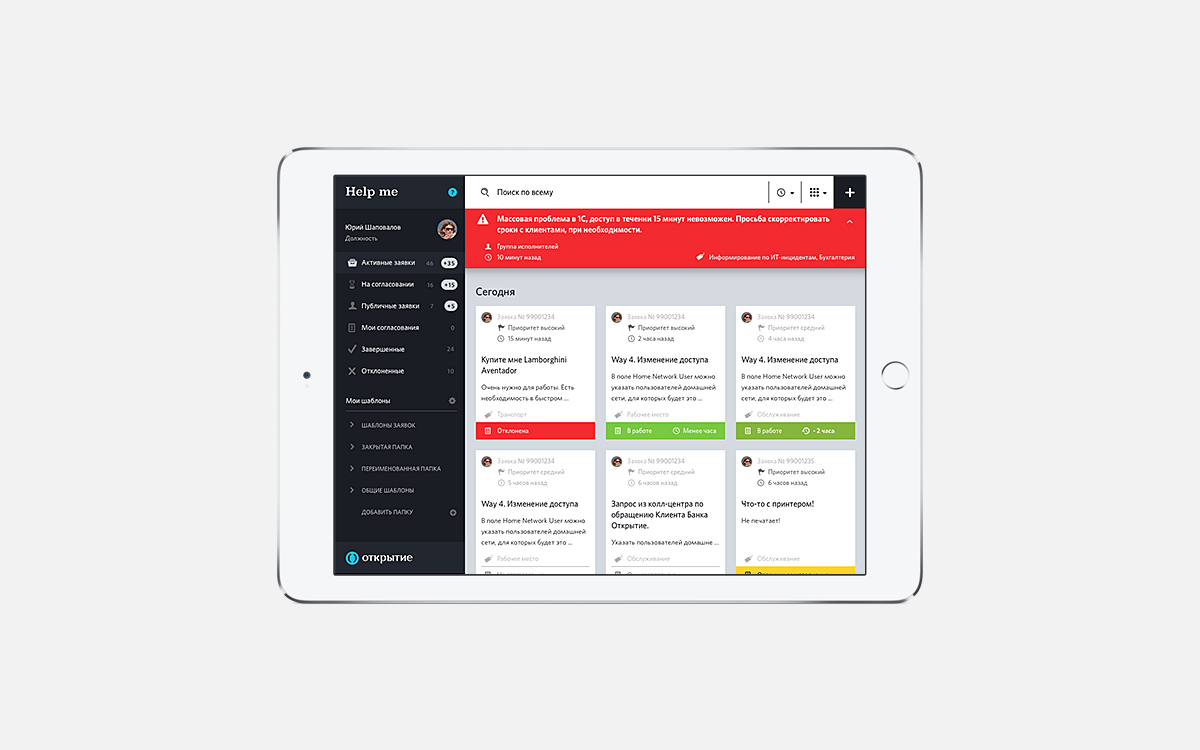 Help me
?
Юрий Шаповалов
Должность
Активные заявки 46 +35
На согласовании 16 +15
Публичные заявки 7 +5
Мои согласования 0
Завершенные 24
Отклоненные 10
Мои шаблоны
ШАБЛОНЫ ЗАЯВОК
ЗАКРЫТАЯ ПАПКА
ПЕРЕИМЕНОВАННАЯ ПАПКА
ОБЩИЕ ШАБЛОНЫ
ДОБАВИТЬ ПАПКУ
открытие
Поиск по всему
Массовая проблема в 1С, доступ в течении 15 минут невозможен. Просьба скорректировать
сроки с клиентами, при необходимости.
Группа исполнителей
10 минут назад
Информирование по ИТ-инцидентам, Бухгалтерия
Сегодня
Заявка № 99001234
Приоритет высокий
15 минут назад
Купите мне Lamborghini
Aventador
Очень нужно для работы. Есть
необходимость в быстром ...
Транспорт
Отклонена
Заявка № 99001234
Приоритет высокий
2 часа назад
Way 4. Изменение доступа
В поле Home Network User можно
указать пользователей домашней
сети, для которых будет это ...
Рабочее место
В работе Менее часа
Заявка № 99001234
Приоритет средний
4 часа назад
Way 4. Изменение доступа
В поле Home Network User можно
указать пользователей домашней
сети, для которых будет это ...
Обслуживание
В работе - 2 часа
Заявка № 99001234
Приоритет средний
5 часов назад
Way 4. Изменение доступа
В поле Home Network User можно
указать пользователей домашней
сети, для которых будет это ...
Рабочее место
Заявка № 99001234
Приоритет средний
6 часов назад
Запрос из колл-центра по
обращению Клиента Банка
Открытие.
Указать пользователей домашне ...
Обслуживание
Заявка № 99001235
Приоритет высокий
6 часов назад
Что-то с принтером!
Не печатает!
Обслуживание